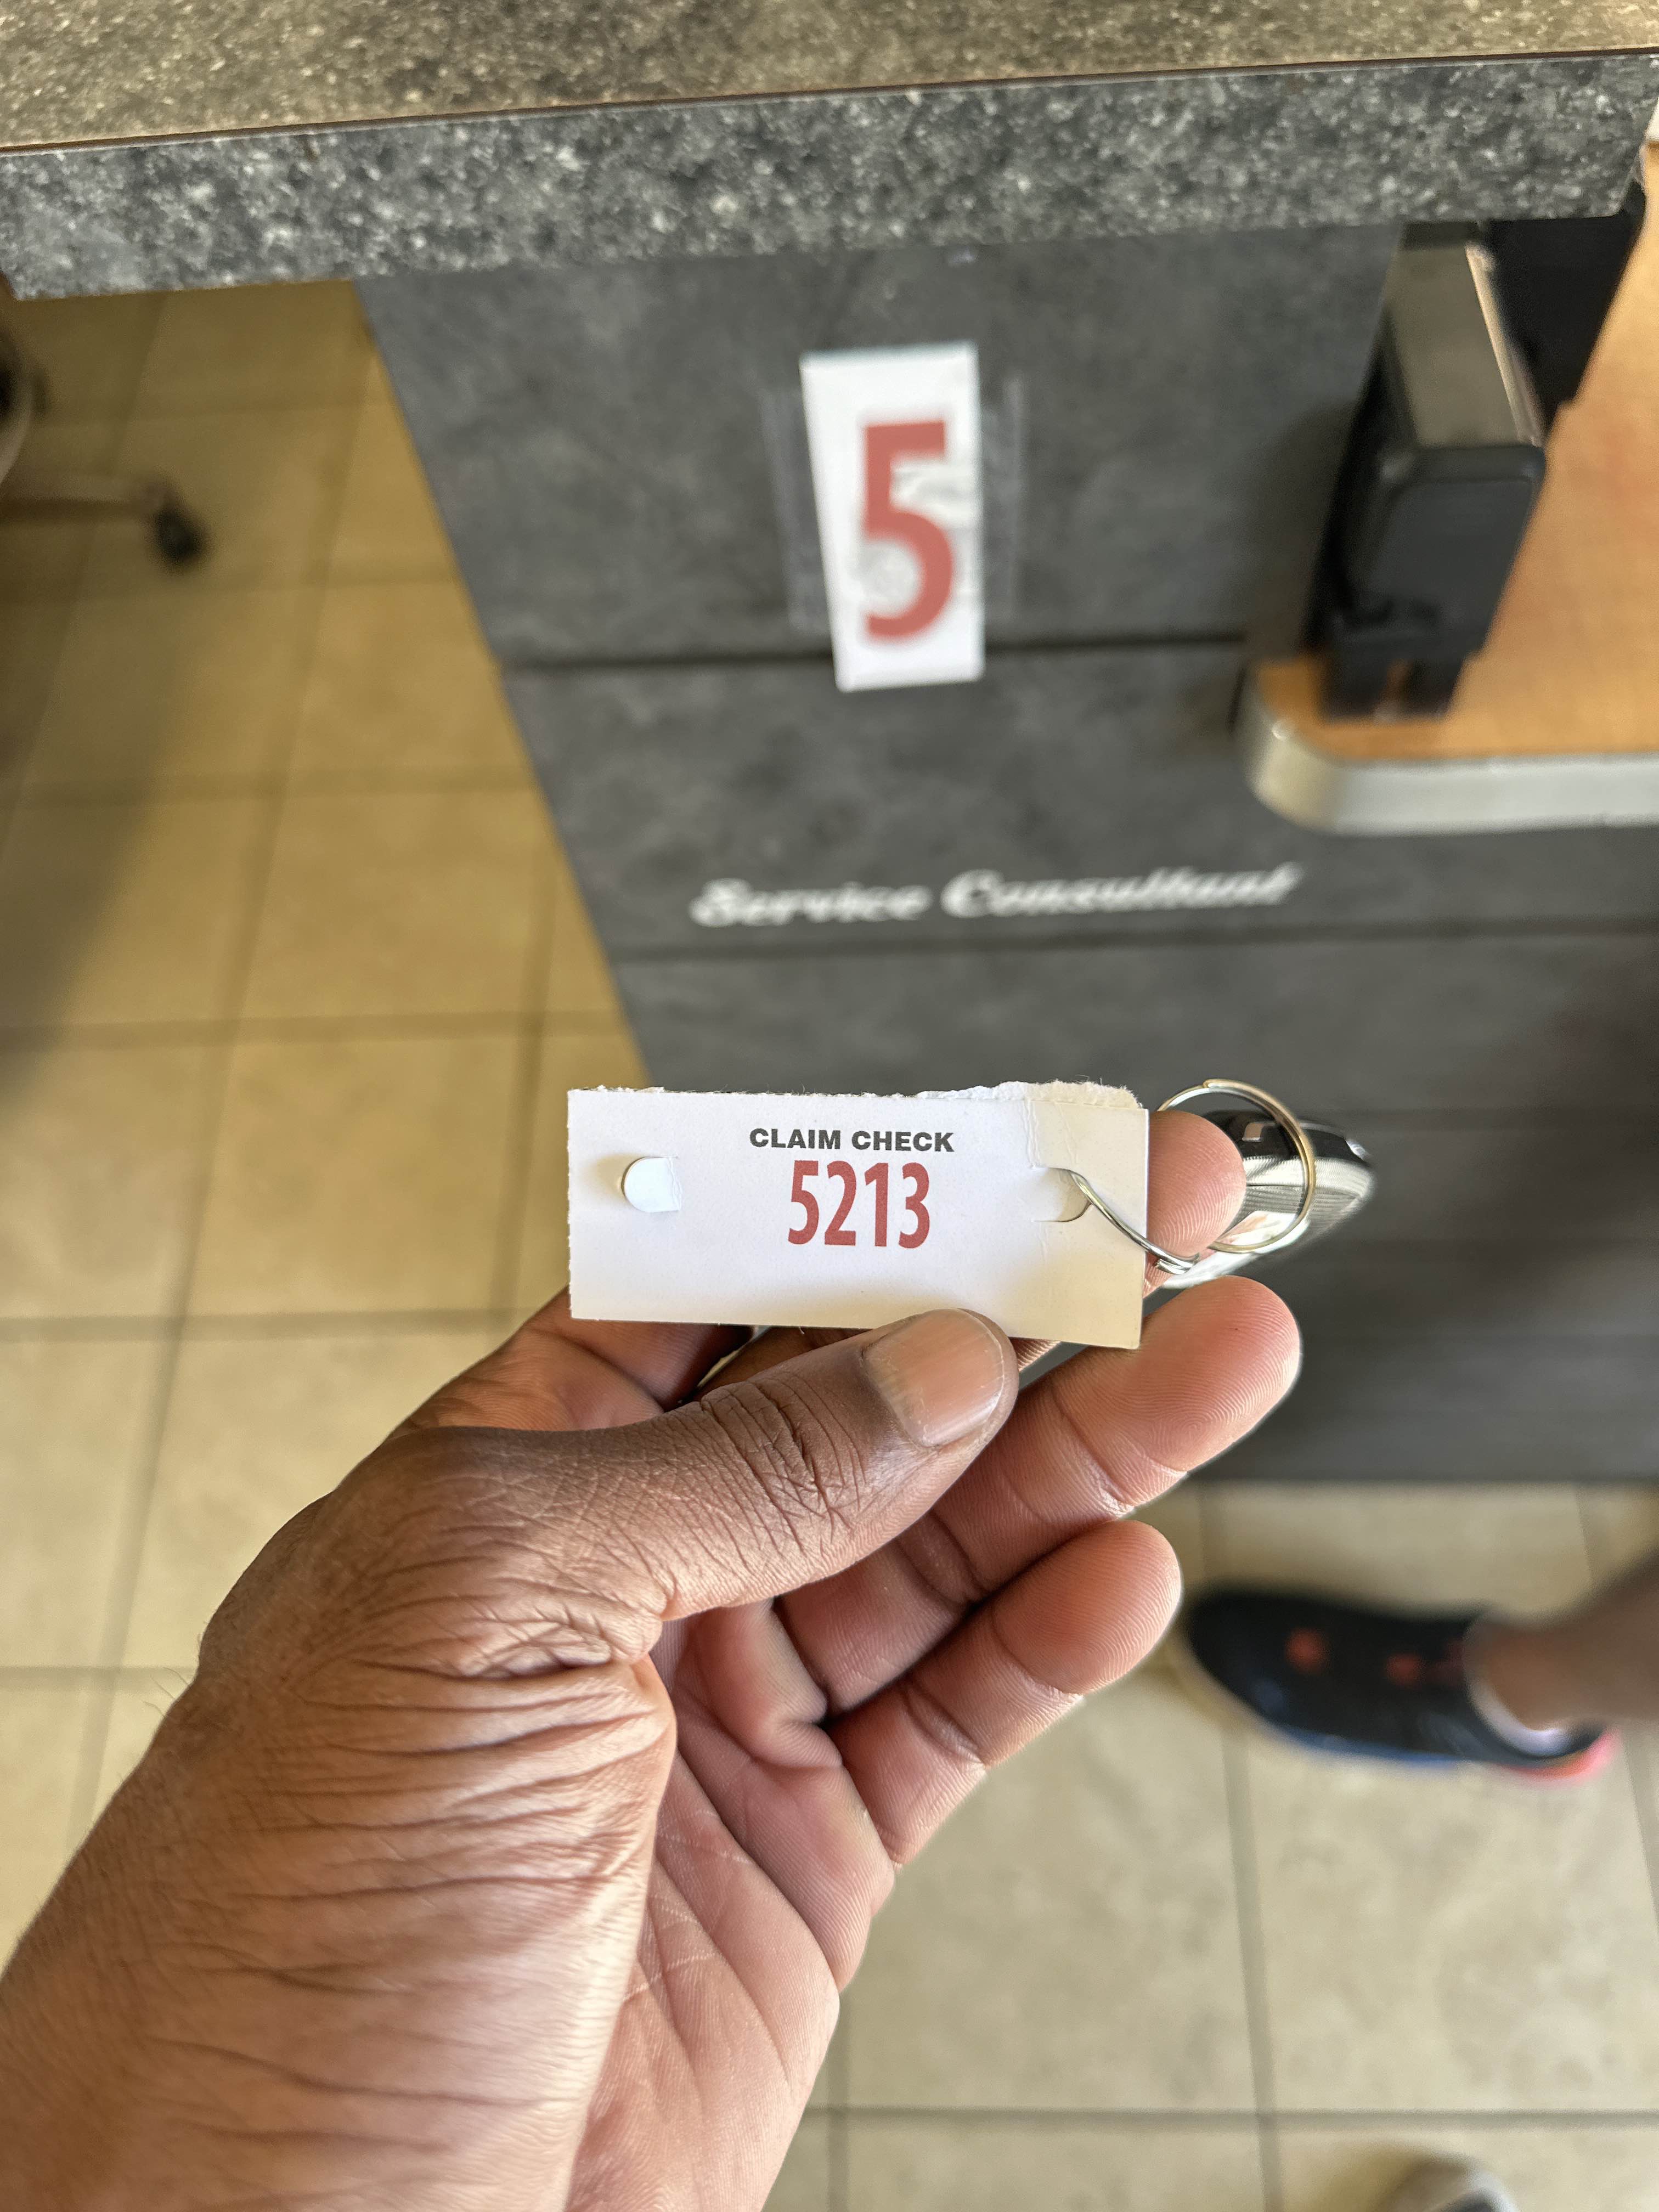 5
Service Consultant
CLAIM CHECK
5213